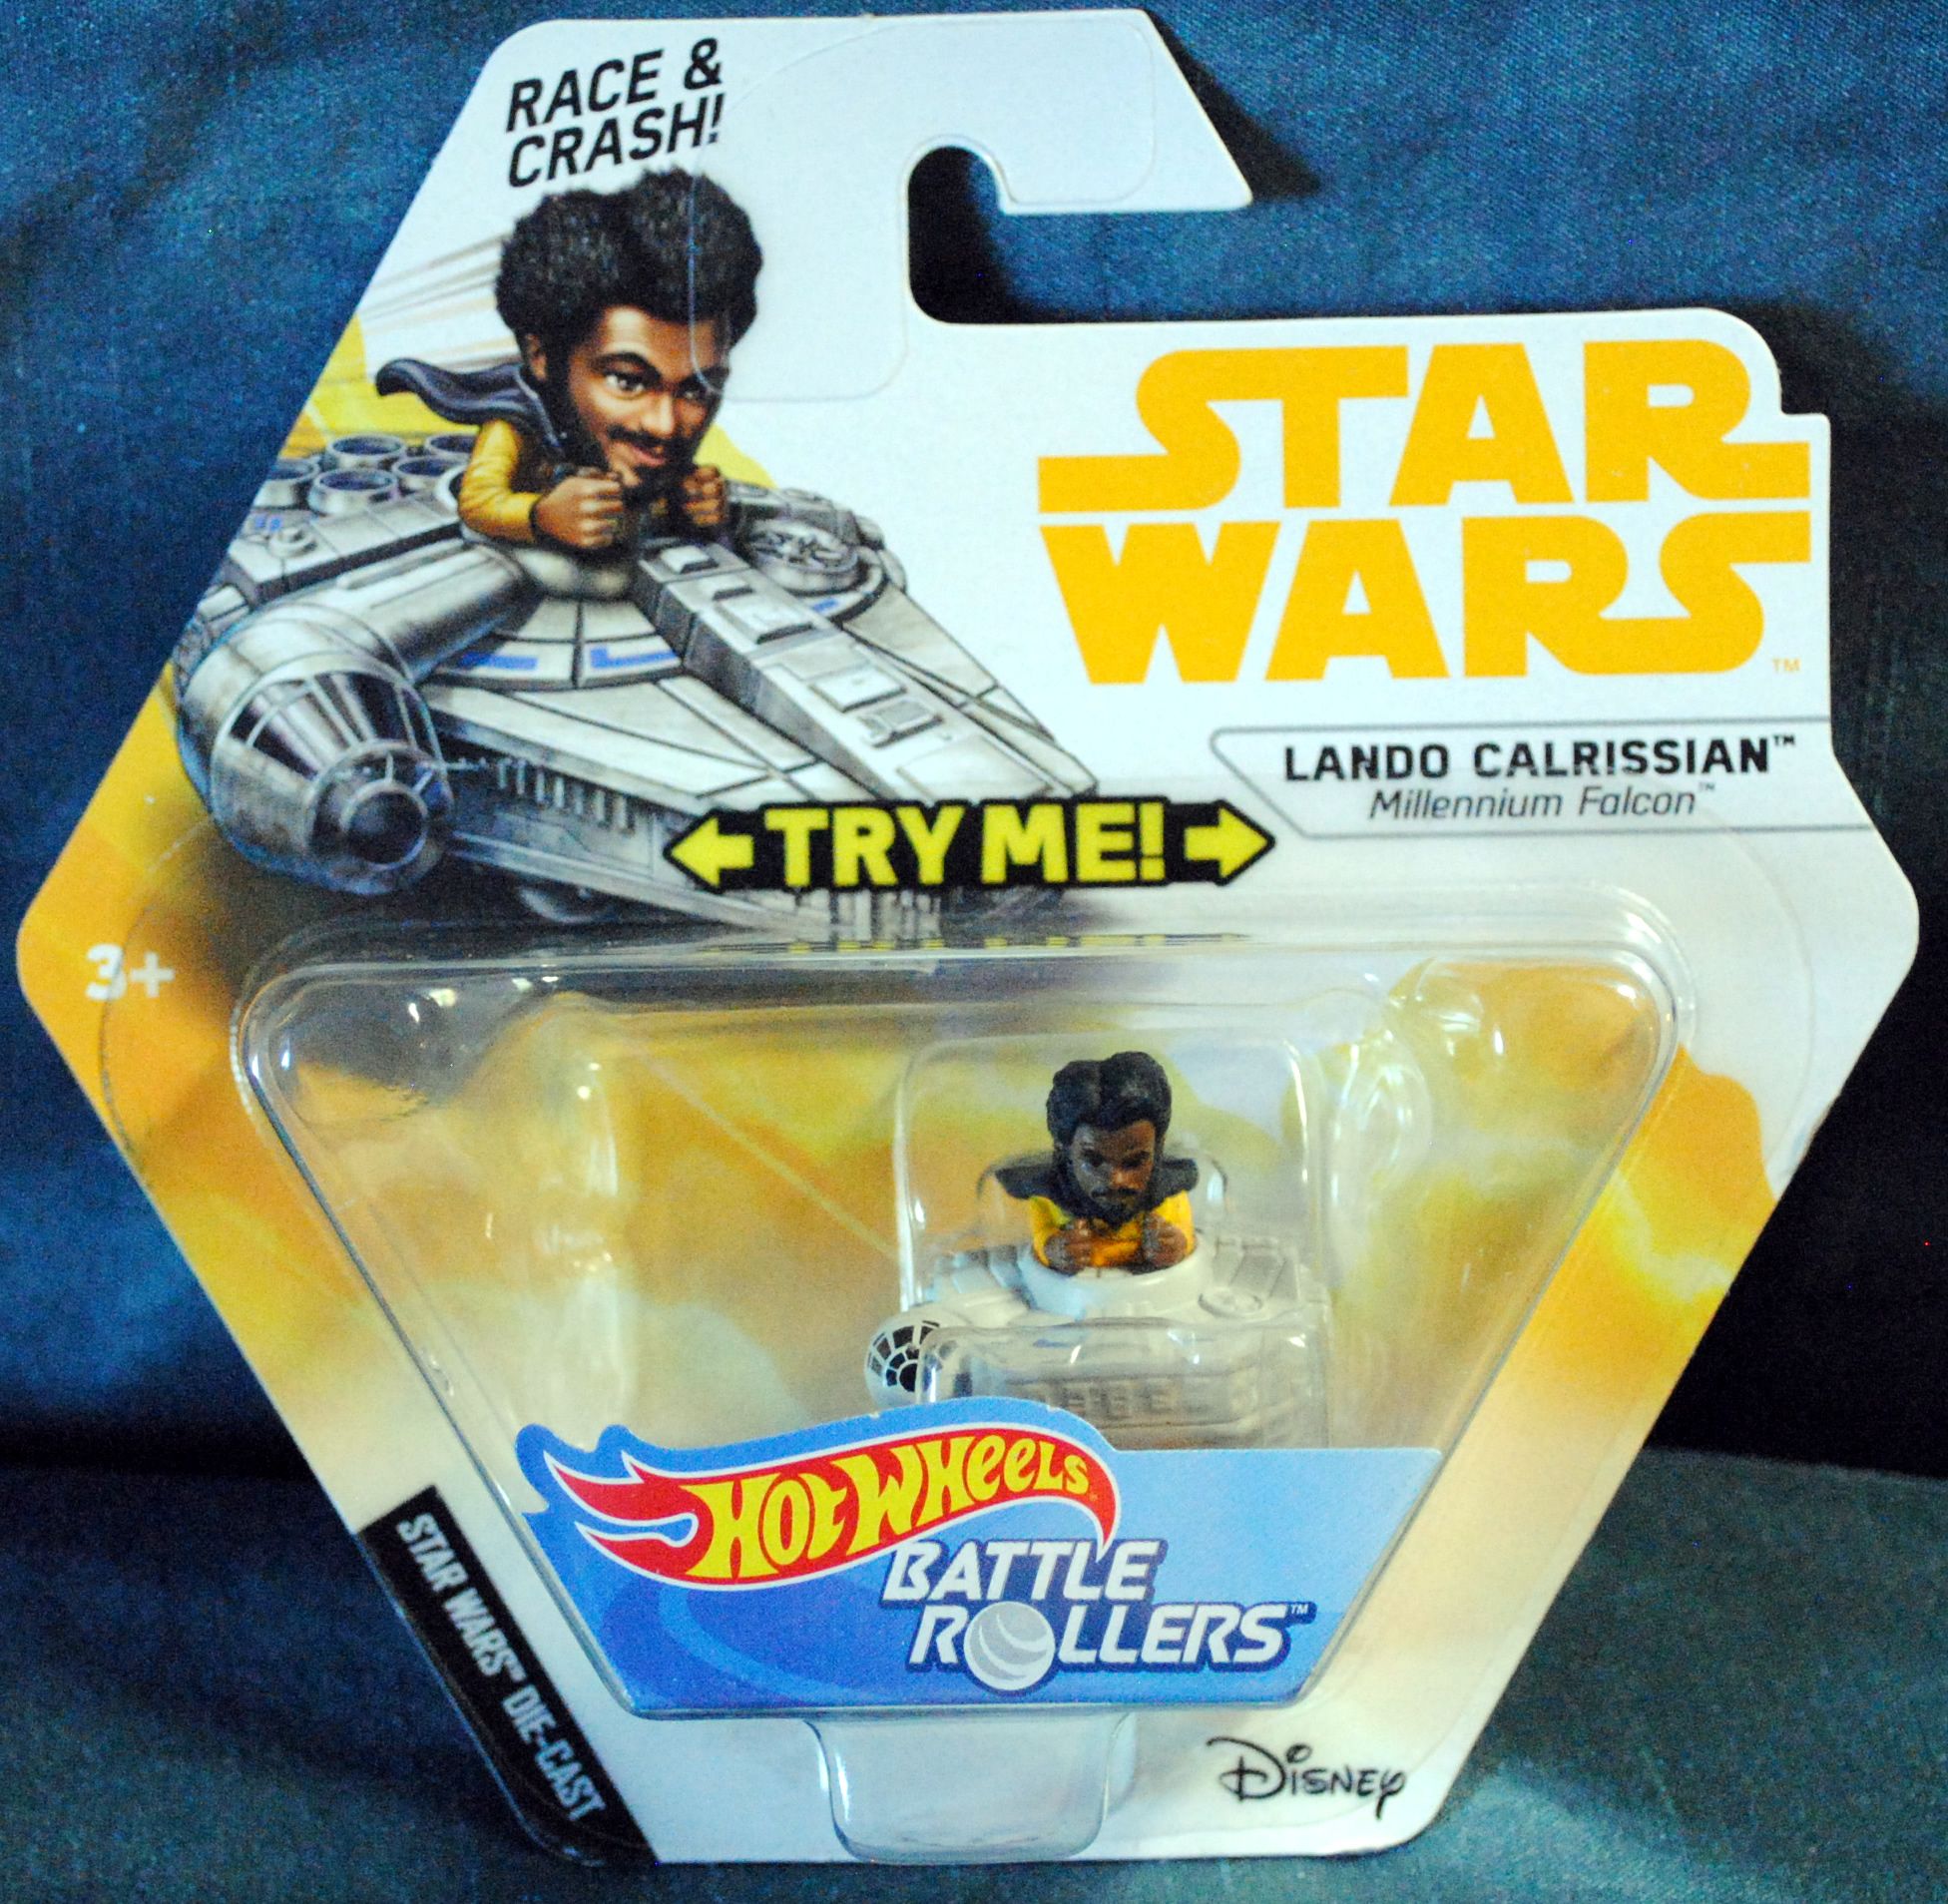 RACE &
CRASH!
STAR
WARS
TM
LANDO CALRISSIAN™
Millennium Falcon™
←TRY ME!→
3+
HOT WHEELS
BATTLE
ROLLERS™
STAR WARS™ DIE-CAST
DISNEY